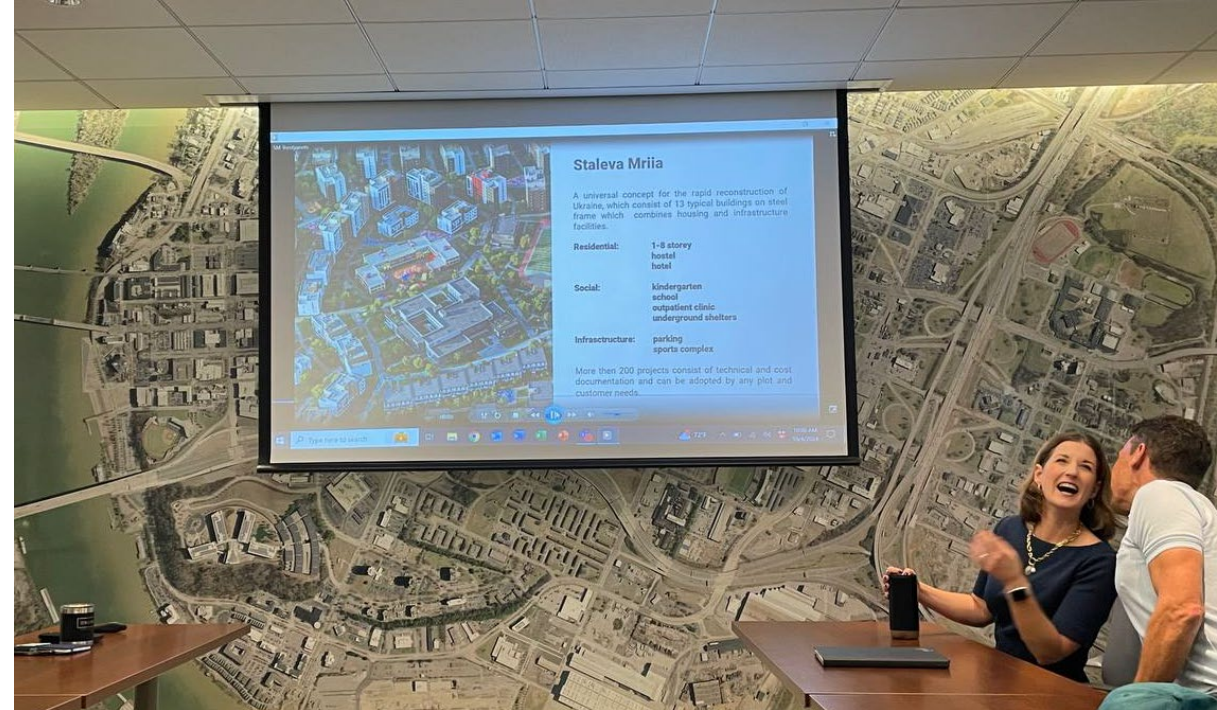 Staleva Mriia
A universal concept for the rapid reconstruction of
Ukraine, which consist of 13 typical buildings on steel
frame which combines housing and infrastructure
facilities.
Residential: 1-8 storey
hostel
hotel
Social: kindergarten
school
outpatient clinic
underground shelters
Infrasctructure: parking
sports complex
More then 200 projects consist of technical and cost
documentation and can be adopted by any plot and
customer needs.
Type here to search
72°F